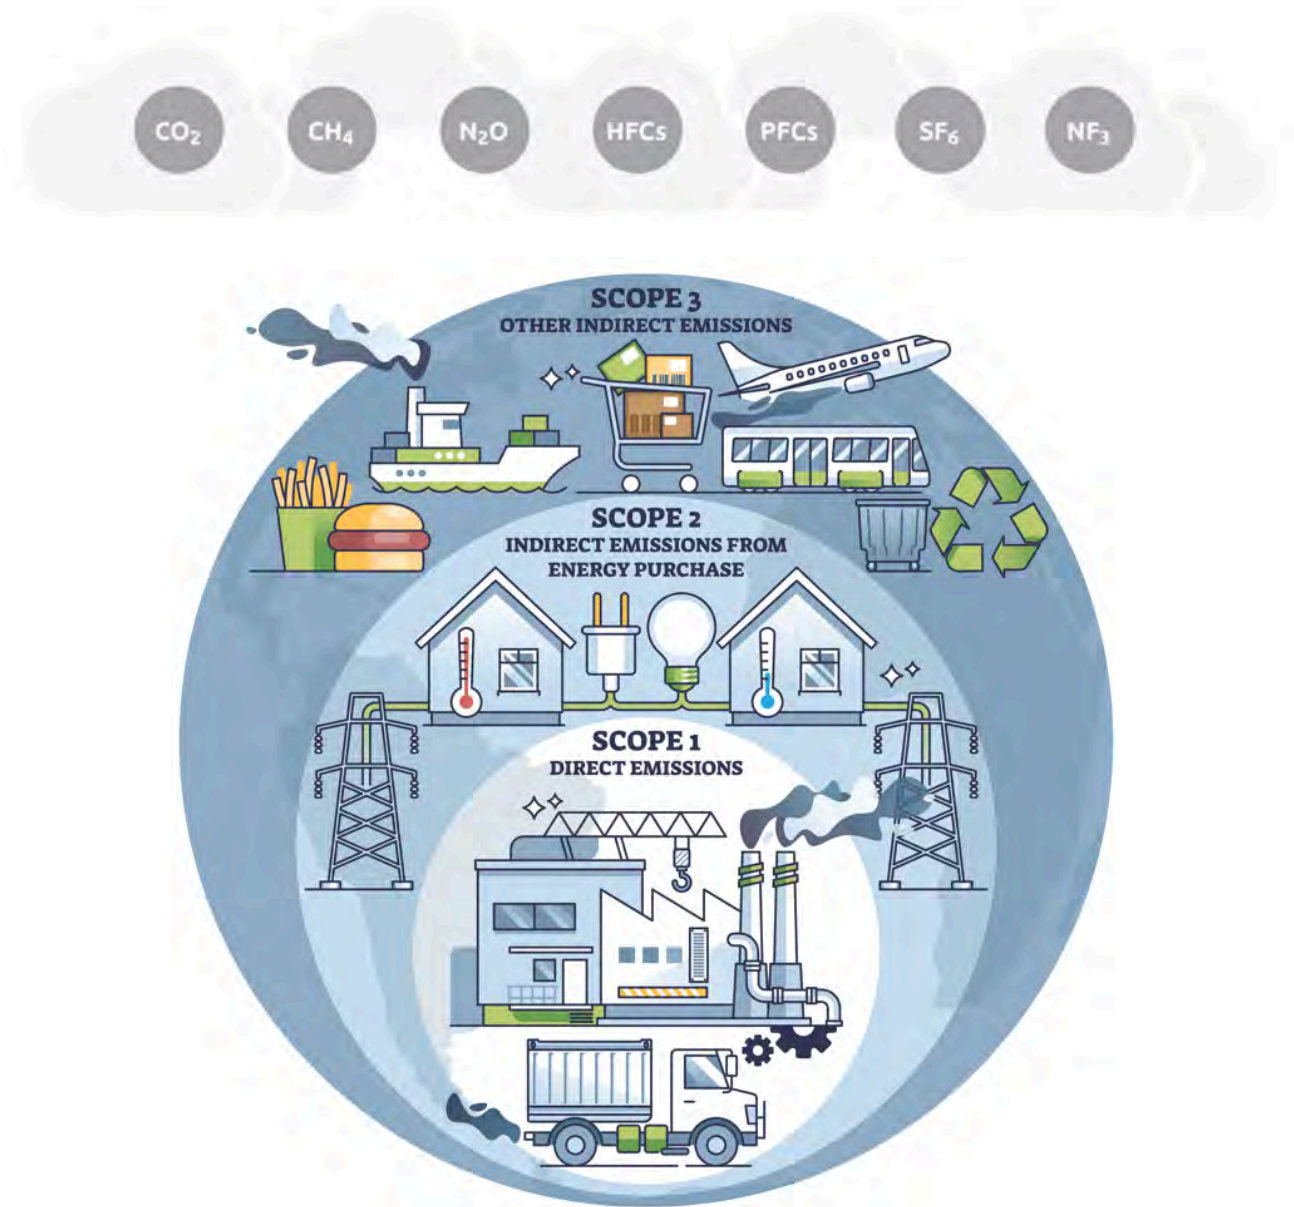 CO₂ CH₄ N₂O HFCs PFCs SF₆ NF₃
SCOPE 3
OTHER INDIRECT EMISSIONS
SCOPE 2
INDIRECT EMISSIONS FROM
ENERGY PURCHASE
SCOPE 1
DIRECT EMISSIONS